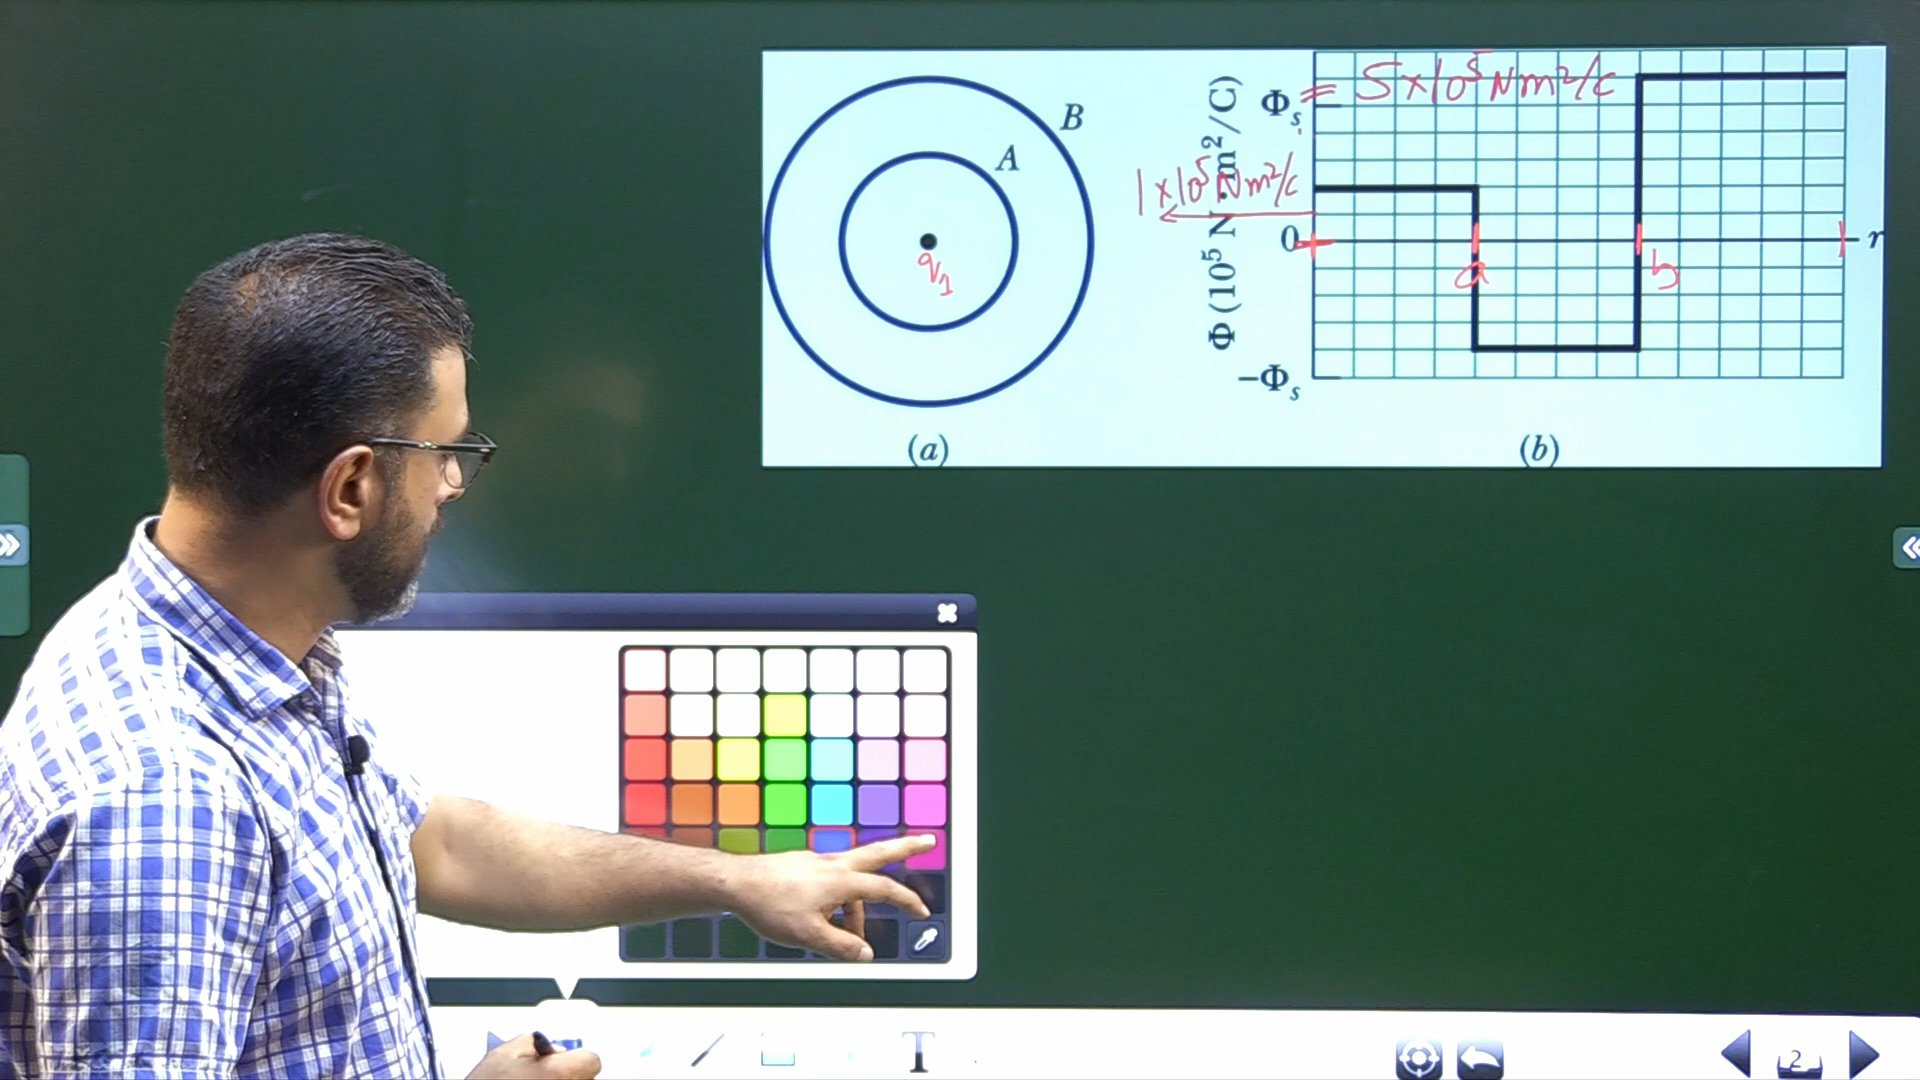 B
A
q1
(a)
Φ (10⁵ N · m²/C)
Φs = 5×10⁵ Nm²/C
1×10⁵ Nm²/C
0
a
b
r
−Φs
(b)
T
2